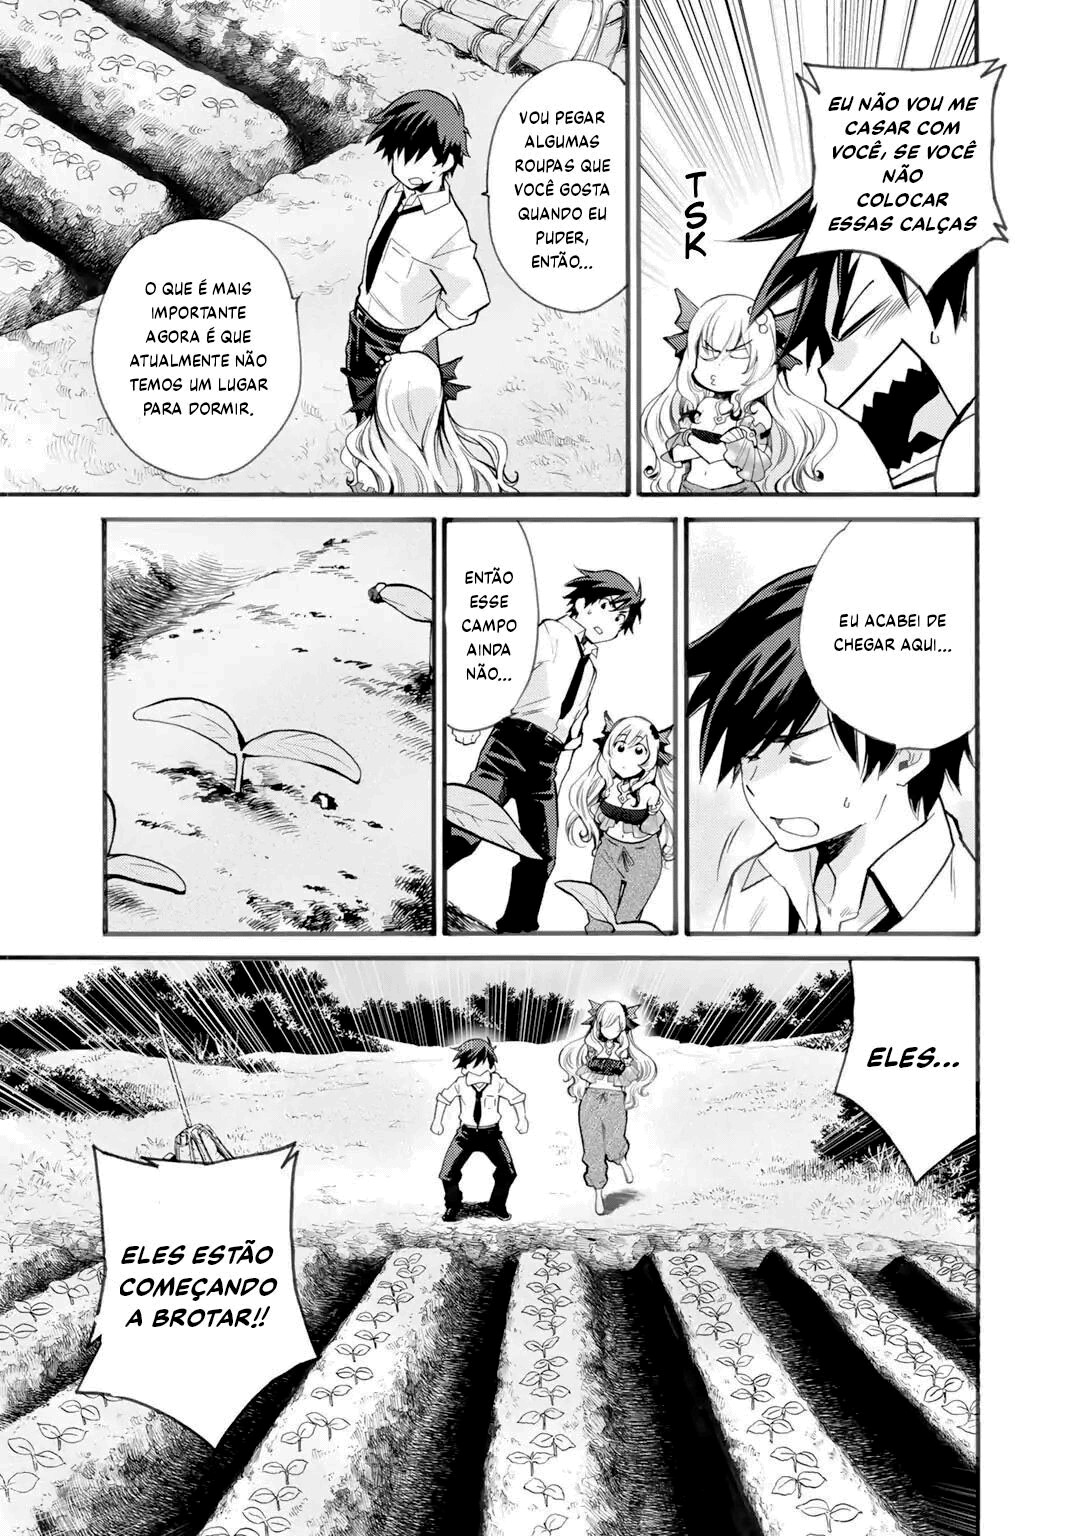 EU NÃO VOU ME
CASAR COM
VOCÊ, SE VOCÊ
NÃO
COLOCAR
ESSAS CALÇAS
TSK
VOU PEGAR
ALGUMAS
ROUPAS QUE
VOCÊ GOSTA
QUANDO EU
PUDER,
ENTÃO...
O QUE É MAIS
IMPORTANTE
AGORA É QUE
ATUALMENTE NÃO
TEMOS UM LUGAR
PARA DORMIR.
EU ACABEI DE
CHEGAR AQUI...
ENTÃO
ESSE
CAMPO
AINDA
NÃO...
ELES...
ELES ESTÃO
COMEÇANDO
A BROTAR!!